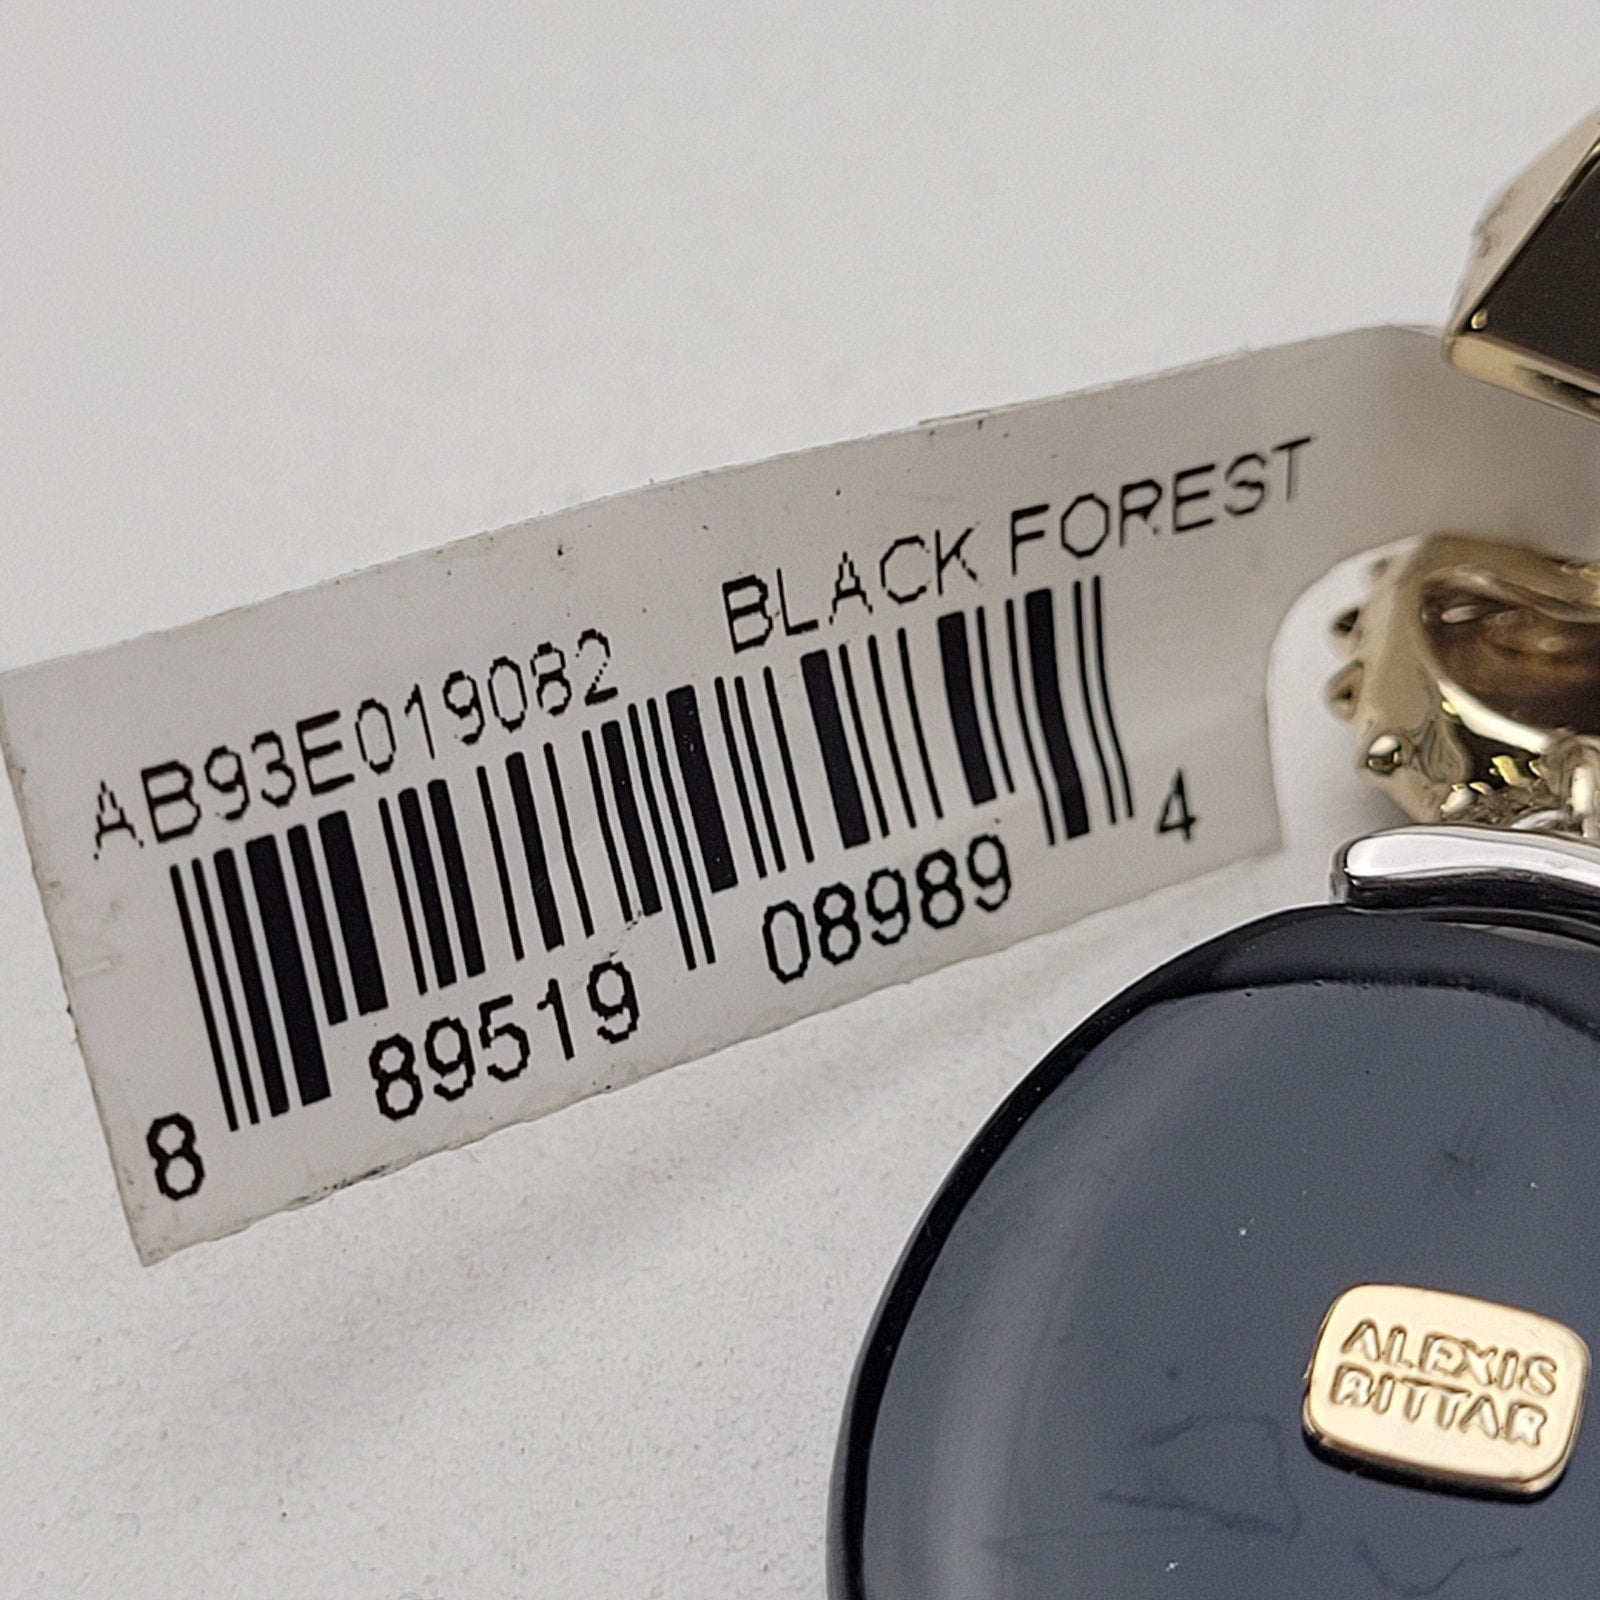 AB93E019082 BLACK FOREST
8 89519 08989 4
ALEXIS
BITTAR